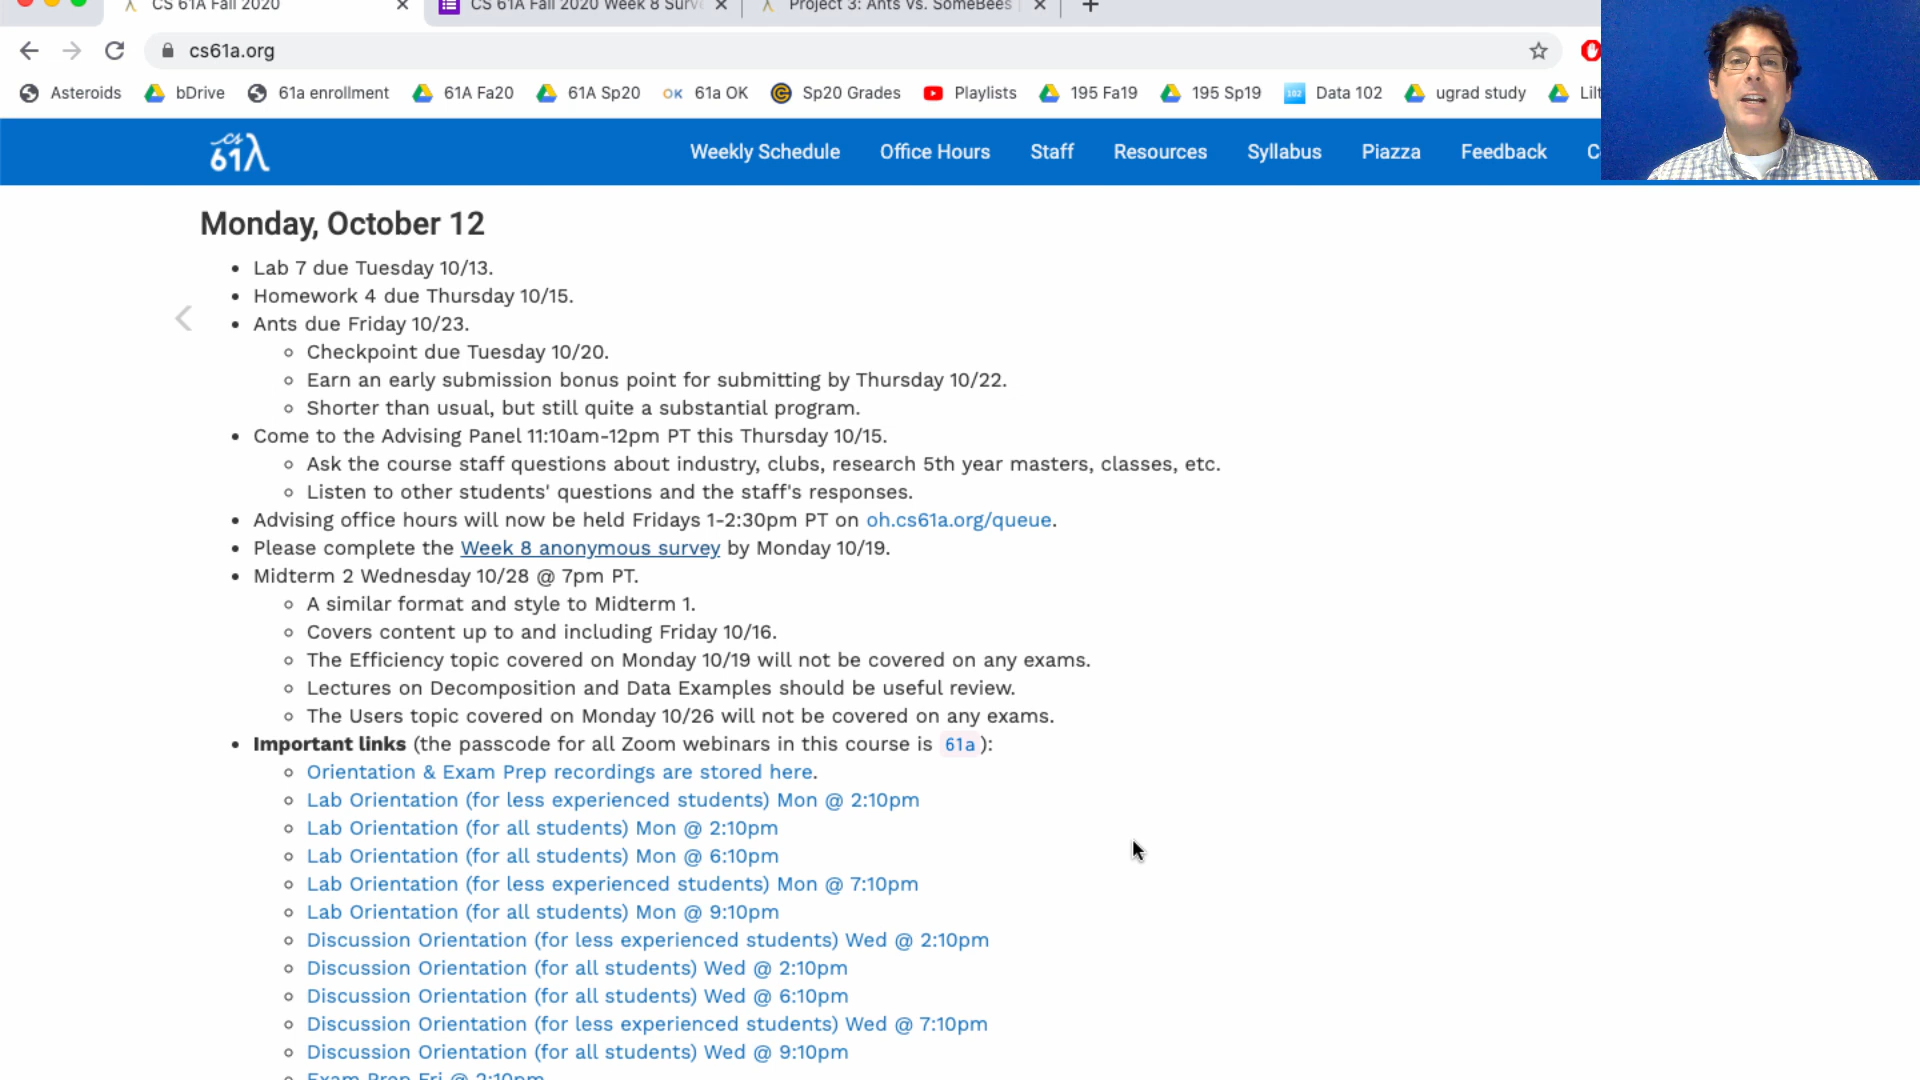 CS 61A Fall 2020
CS 61A Fall 2020 Week 8 Surv
Project 3: Ants Vs. SomeBees
cs61a.org
Asteroids bDrive 61a enrollment 61A Fa20 61A Sp20 OK 61a OK Sp20 Grades Playlists 195 Fa19 195 Sp19 102 Data 102 ugrad study Lilt
cs 61λ Weekly Schedule Office Hours Staff Resources Syllabus Piazza Feedback C
Monday, October 12
• Lab 7 due Tuesday 10/13.
• Homework 4 due Thursday 10/15.
• Ants due Friday 10/23.
◦ Checkpoint due Tuesday 10/20.
◦ Earn an early submission bonus point for submitting by Thursday 10/22.
◦ Shorter than usual, but still quite a substantial program.
• Come to the Advising Panel 11:10am-12pm PT this Thursday 10/15.
◦ Ask the course staff questions about industry, clubs, research 5th year masters, classes, etc.
◦ Listen to other students' questions and the staff's responses.
• Advising office hours will now be held Fridays 1-2:30pm PT on oh.cs61a.org/queue.
• Please complete the Week 8 anonymous survey by Monday 10/19.
• Midterm 2 Wednesday 10/28 @ 7pm PT.
◦ A similar format and style to Midterm 1.
◦ Covers content up to and including Friday 10/16.
◦ The Efficiency topic covered on Monday 10/19 will not be covered on any exams.
◦ Lectures on Decomposition and Data Examples should be useful review.
◦ The Users topic covered on Monday 10/26 will not be covered on any exams.
• Important links (the passcode for all Zoom webinars in this course is 61a):
◦ Orientation & Exam Prep recordings are stored here.
◦ Lab Orientation (for less experienced students) Mon @ 2:10pm
◦ Lab Orientation (for all students) Mon @ 2:10pm
◦ Lab Orientation (for all students) Mon @ 6:10pm
◦ Lab Orientation (for less experienced students) Mon @ 7:10pm
◦ Lab Orientation (for all students) Mon @ 9:10pm
◦ Discussion Orientation (for less experienced students) Wed @ 2:10pm
◦ Discussion Orientation (for all students) Wed @ 2:10pm
◦ Discussion Orientation (for all students) Wed @ 6:10pm
◦ Discussion Orientation (for less experienced students) Wed @ 7:10pm
◦ Discussion Orientation (for all students) Wed @ 9:10pm
◦ Exam Prep Fri @ 2:10pm